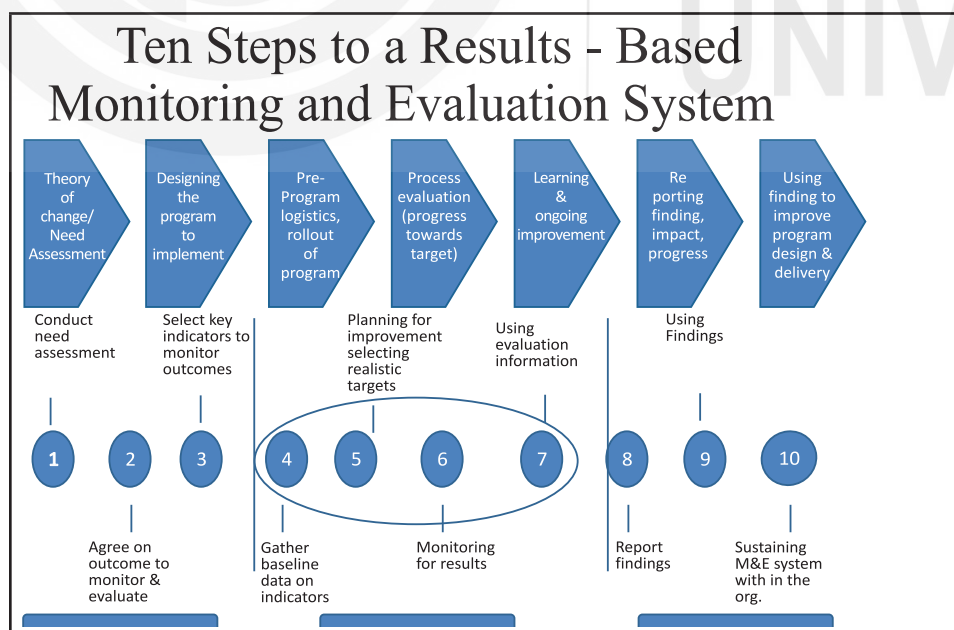 UNIV
Ten Steps to a Results - Based
Monitoring and Evaluation System
Theory
of
change/
Need
Assessment
Designing
the
program
to
implement
Pre-
Program
logistics,
rollout
of
program
Process
evaluation
(progress
towards
target)
Learning
&
ongoing
improvement
Re
porting
finding,
impact,
progress
Using
finding to
improve
program
design &
delivery
Conduct
need
assessment
Select key
indicators to
monitor
outcomes
Planning for
improvement
selecting
realistic
targets
Using
evaluation
information
Using
Findings
1
2
3
4
5
6
7
8
9
10
Agree on
outcome to
monitor &
evaluate
Gather
baseline
data on
indicators
Monitoring
for results
Report
findings
Sustaining
M&E system
with in the
org.